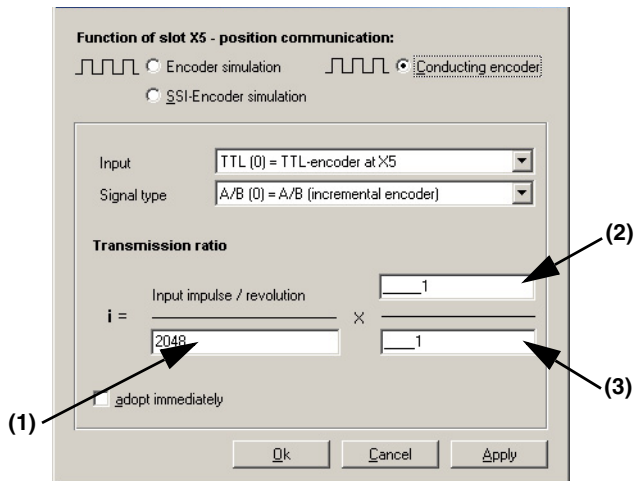 Function of slot X5 - position communication:
Encoder simulation
Conducting encoder
SSI-Encoder simulation
Input
TTL (0) = TTL-encoder at X5
Signal type
A/B (0) = A/B (incremental encoder)
Transmission ratio
(2)
_____1
Input impulse / revolution
i =
X
2048
____1
(3)
(1)
adopt immediately
Ok
Cancel
Apply